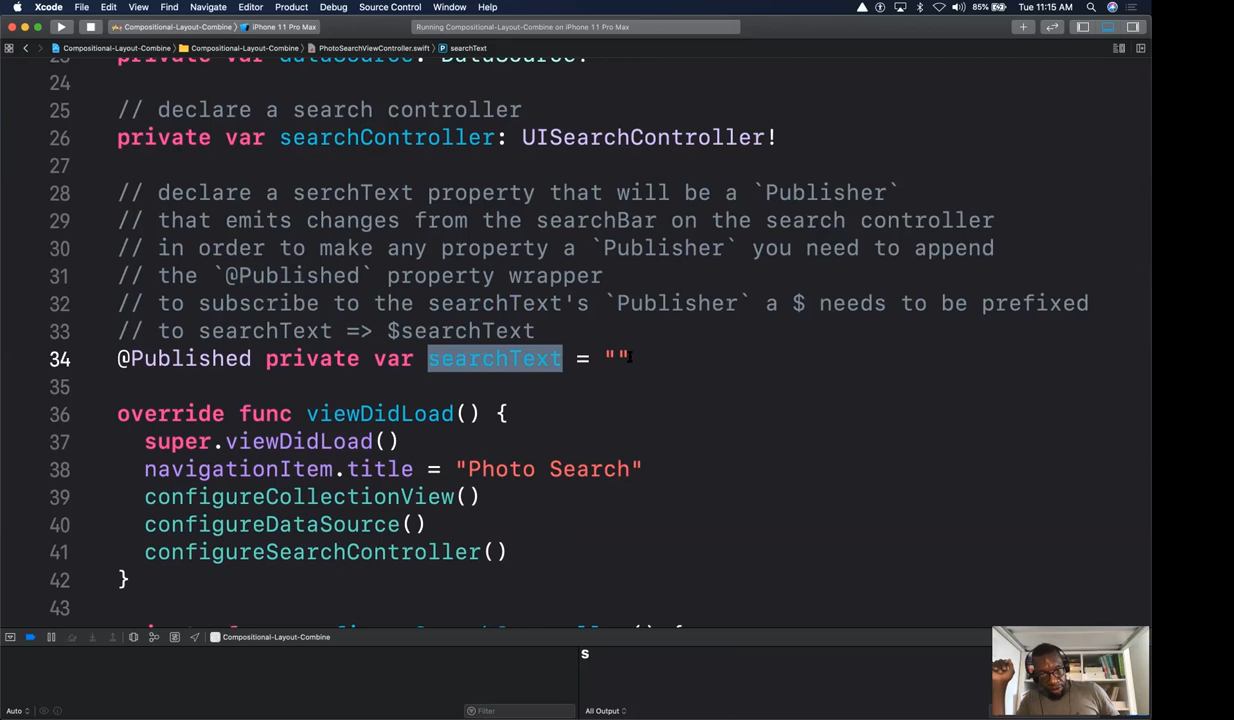 Xcode File Edit View Find Navigate Editor Product Debug Source Control Window Help 85% Tue 11:15 AM
Compositional-Layout-Combine iPhone 11 Pro Max Running Compositional-Layout-Combine on iPhone 11 Pro Max
Compositional-Layout-Combine Compositional-Layout-Combine PhotoSearchViewController.swift P searchText
23 private var dataSource: DataSource!
24
25 // declare a search controller
26 private var searchController: UISearchController!
27
28 // declare a serchText property that will be a `Publisher`
29 // that emits changes from the searchBar on the search controller
30 // in order to make any property a `Publisher` you need to append
31 // the `@Published` property wrapper
32 // to subscribe to the searchText's `Publisher` a $ needs to be prefixed
33 // to searchText => $searchText
34 @Published private var searchText = ""
35
36 override func viewDidLoad() {
37 super.viewDidLoad()
38 navigationItem.title = "Photo Search"
39 configureCollectionView()
40 configureDataSource()
41 configureSearchController()
42 }
43
Compositional-Layout-Combine
s
Auto Filter All Output